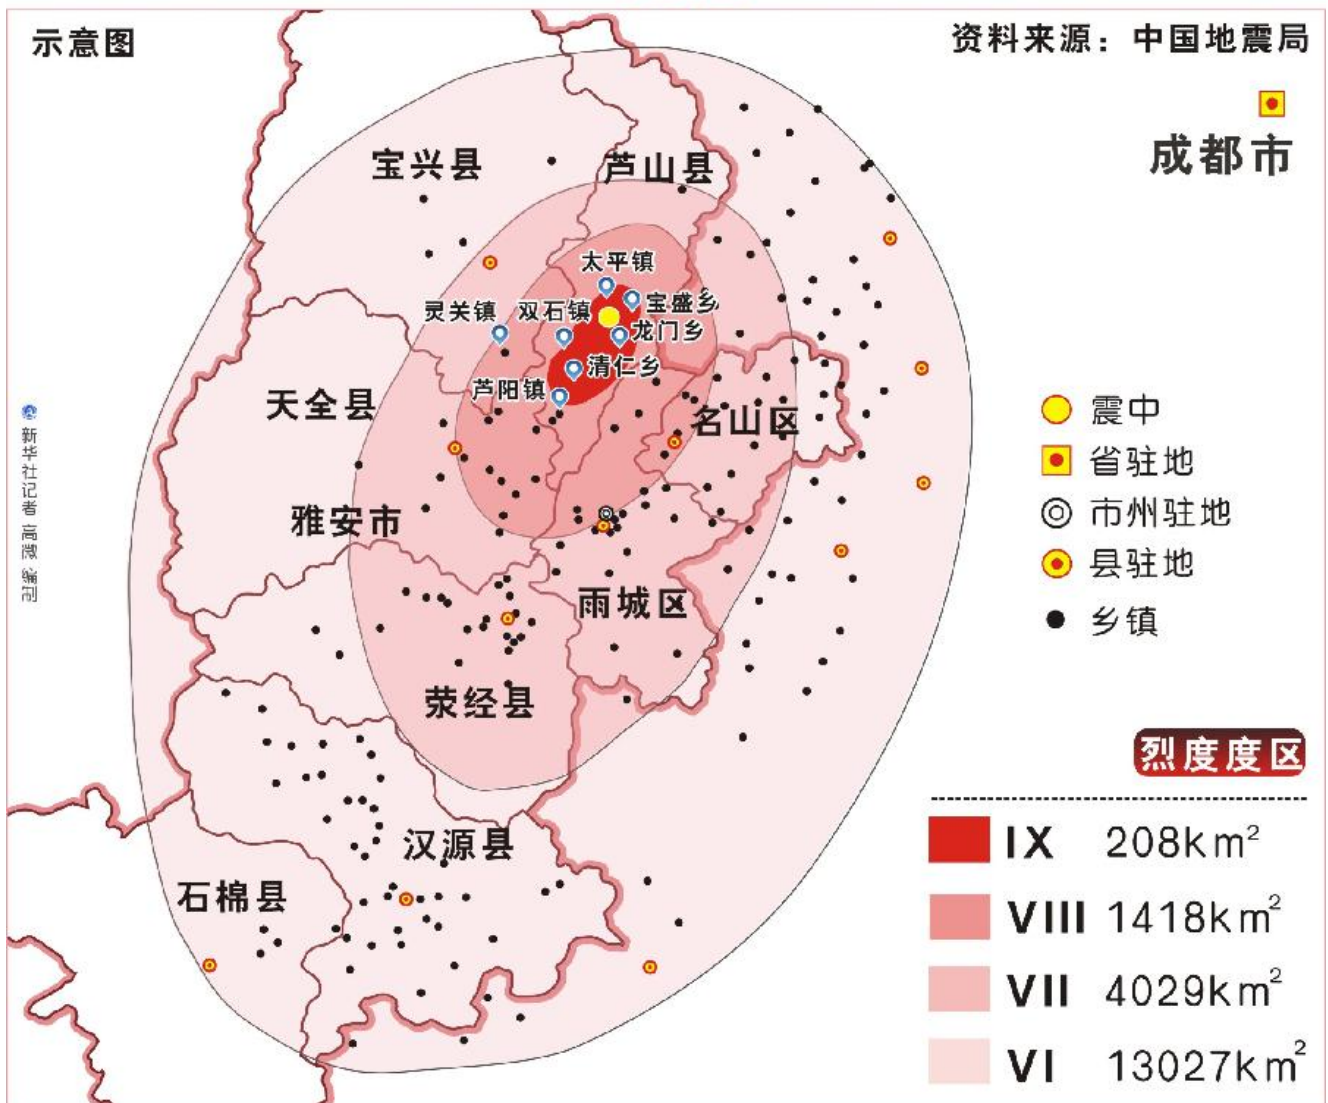 示意图
资料来源：中国地震局
成都市
宝兴县
芦山县
太平镇
灵关镇
双石镇
宝盛乡
龙门乡
清仁乡
芦阳镇
天全县
名山区
雅安市
雨城区
荥经县
汉源县
石棉县
新华社记者 高微 编制
震中
省驻地
市州驻地
县驻地
乡镇
烈度度区
IX 208km²
VIII 1418km²
VII 4029km²
VI 13027km²